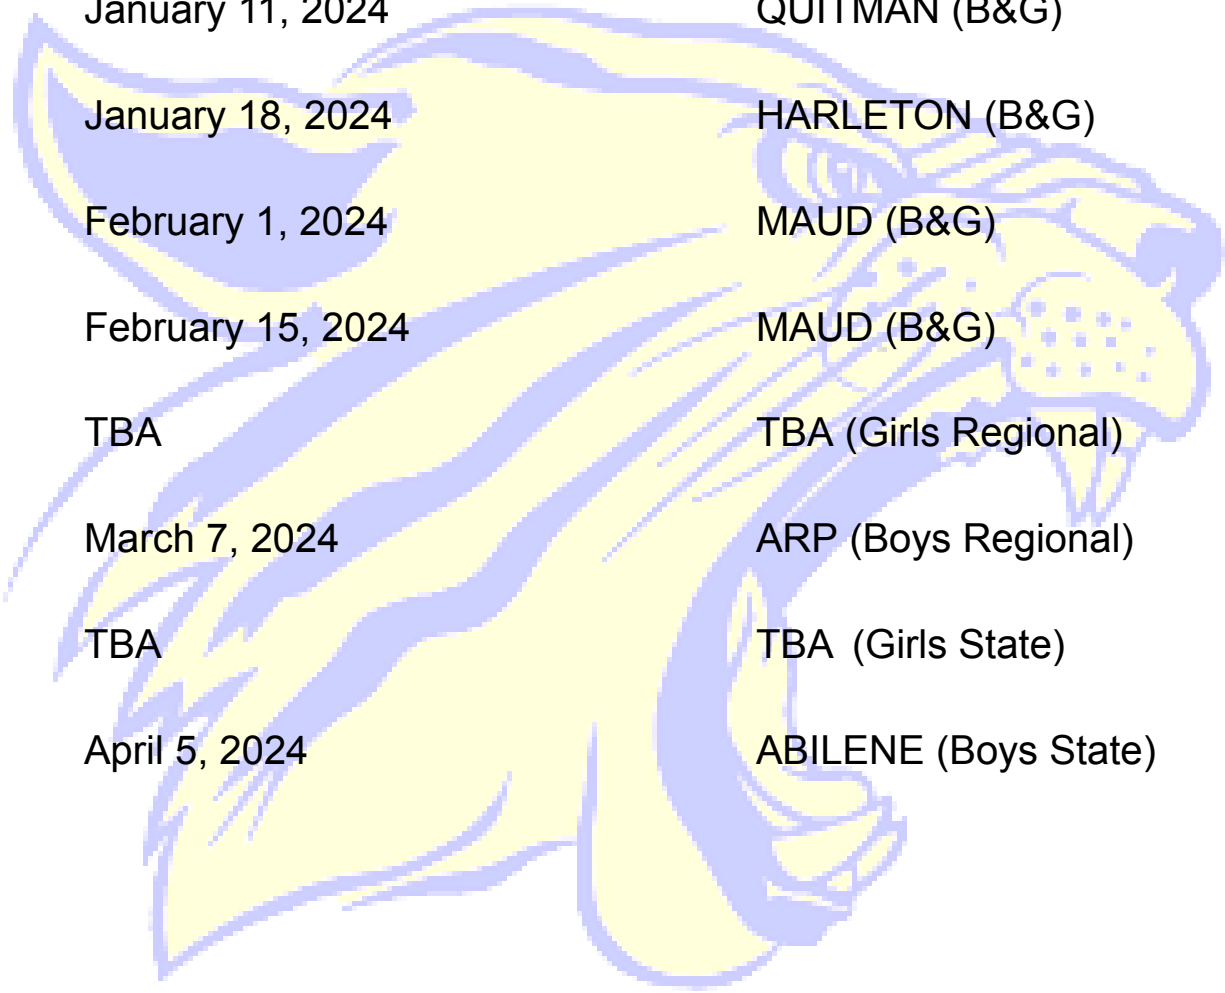 January 11, 2024 QUITMAN (B&G)
January 18, 2024 HARLETON (B&G)
February 1, 2024 MAUD (B&G)
February 15, 2024 MAUD (B&G)
TBA TBA (Girls Regional)
March 7, 2024 ARP (Boys Regional)
TBA TBA  (Girls State)
April 5, 2024 ABILENE (Boys State)